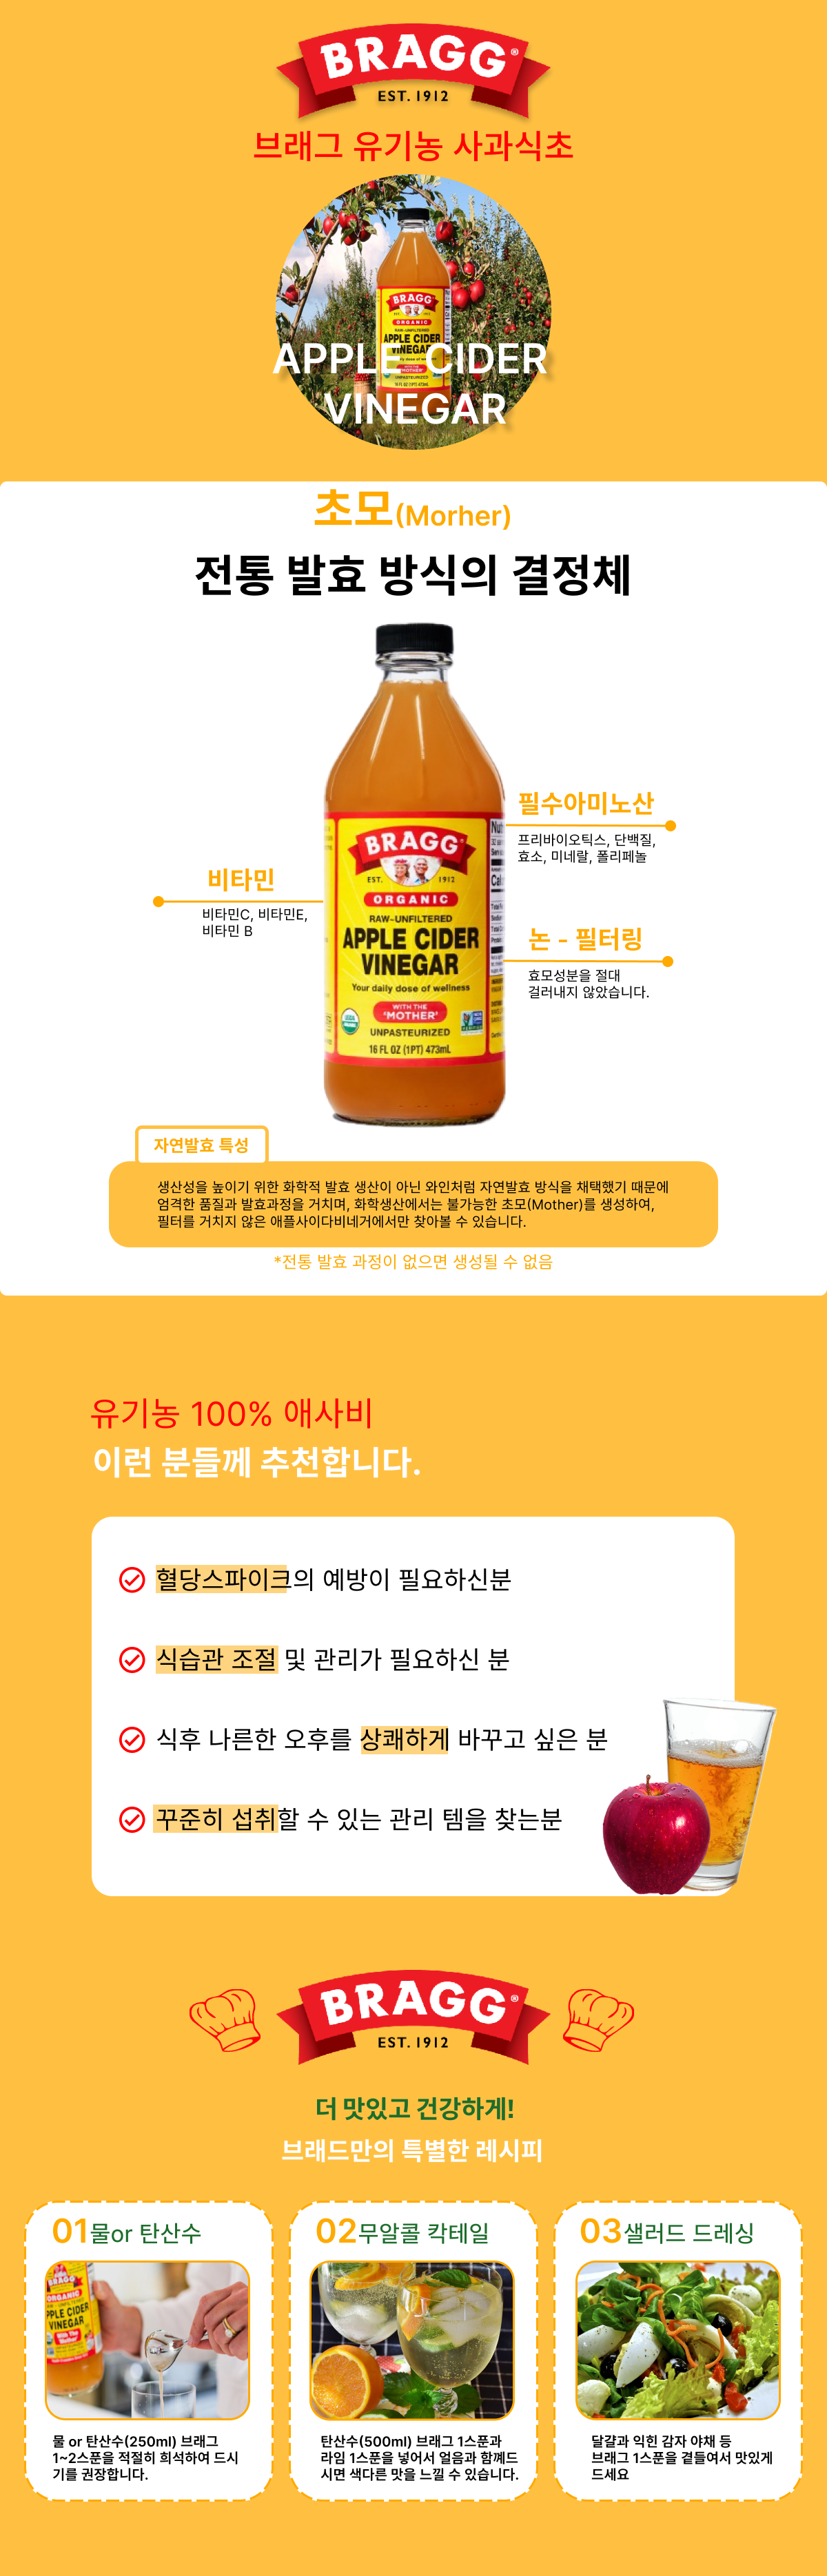 BRAGG®
EST. 1912
브래그 유기농 사과식초
BRAGG
ORGANIC
RAW-UNFILTERED
APPLE CIDER
VINEGAR
APPLE CIDER
VINEGAR
초모(Morher)
전통 발효 방식의 결정체
필수아미노산
프리바이오틱스, 단백질,
효소, 미네랄, 폴리페놀
비타민
비타민C, 비타민E,
비타민 B
논 - 필터링
효모성분을 절대
걸러내지 않았습니다.
BRAGG
EST. 1912
ORGANIC
RAW-UNFILTERED
APPLE CIDER
VINEGAR
Your daily dose of wellness
WITH THE
'MOTHER'
UNPASTEURIZED
16 FL OZ (1PT) 473mL
자연발효 특성
생산성을 높이기 위한 화학적 발효 생산이 아닌 와인처럼 자연발효 방식을 채택했기 때문에
엄격한 품질과 발효과정을 거치며, 화학생산에서는 불가능한 초모(Mother)를 생성하여,
필터를 거치지 않은 애플사이다비네거에서만 찾아볼 수 있습니다.
*전통 발효 과정이 없으면 생성될 수 없음
유기농 100% 애사비
이런 분들께 추천합니다.
혈당스파이크의 예방이 필요하신분
식습관 조절 및 관리가 필요하신 분
식후 나른한 오후를 상쾌하게 바꾸고 싶은 분
꾸준히 섭취할 수 있는 관리 템을 찾는분
BRAGG®
EST. 1912
더 맛있고 건강하게!
브래드만의 특별한 레시피
01물or 탄산수
BRAGG
ORGANIC
PPLE CIDER
VINEGAR
With The
물 or 탄산수(250ml) 브래그
1~2스푼을 적절히 희석하여 드시
기를 권장합니다.
02무알콜 칵테일
탄산수(500ml) 브래그 1스푼과
라임 1스푼을 넣어서 얼음과 함께드
시면 색다른 맛을 느낄 수 있습니다.
03샐러드 드레싱
달걀과 익힌 감자 야채 등
브래그 1스푼을 곁들여서 맛있게
드세요